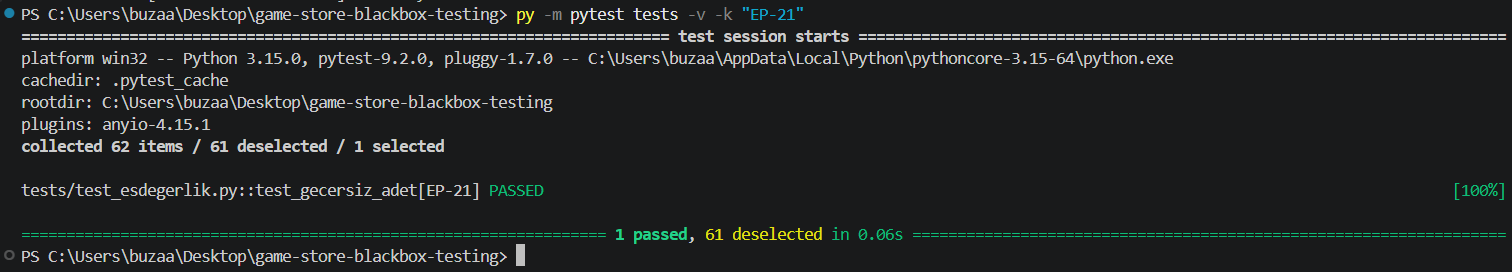 PS C:\Users\buzaa\Desktop\game-store-blackbox-testing> py -m pytest tests -v -k "EP-21"
============================= test session starts =============================
platform win32 -- Python 3.15.0, pytest-9.2.0, pluggy-1.7.0 -- C:\Users\buzaa\AppData\Local\Python\pythoncore-3.15-64\python.exe
cachedir: .pytest_cache
rootdir: C:\Users\buzaa\Desktop\game-store-blackbox-testing
plugins: anyio-4.15.1
collected 62 items / 61 deselected / 1 selected
tests/test_esdegerlik.py::test_gecersiz_adet[EP-21] PASSED [100%]
============================= 1 passed, 61 deselected in 0.06s =============================
PS C:\Users\buzaa\Desktop\game-store-blackbox-testing>